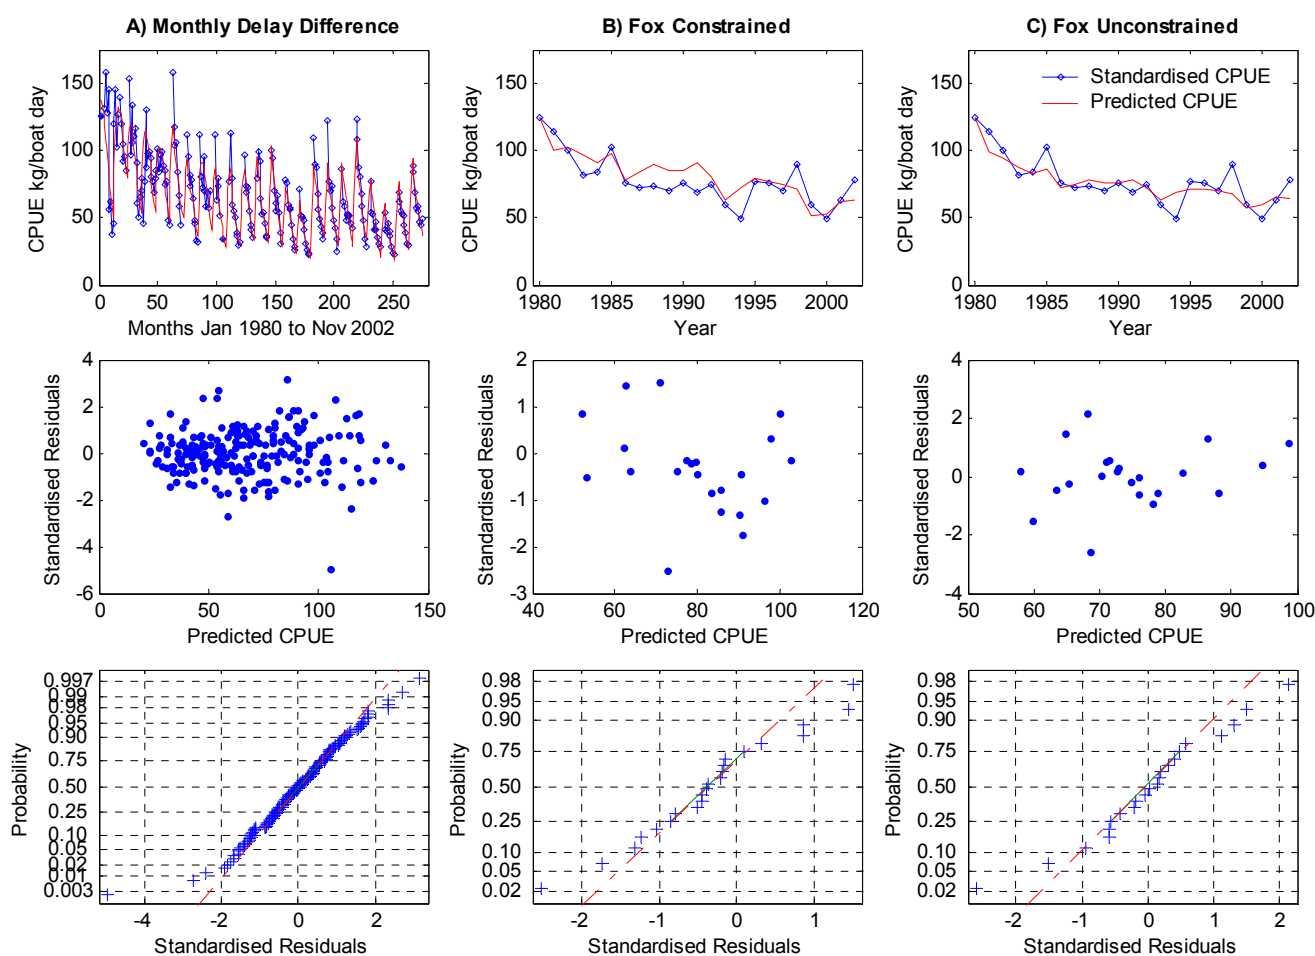 A) Monthly Delay Difference
B) Fox Constrained
C) Fox Unconstrained
CPUE kg/boat day
150
100
50
0
0 50 100 150 200 250
Months Jan 1980 to Nov 2002
CPUE kg/boat day
150
100
50
0
1980 1985 1990 1995 2000
Year
CPUE kg/boat day
150
100
50
0
Standardised CPUE
Predicted CPUE
1980 1985 1990 1995 2000
Year
Standardised Residuals
4
2
0
-2
-4
-6
0 50 100 150
Predicted CPUE
Standardised Residuals
2
1
0
-1
-2
-3
40 60 80 100 120
Predicted CPUE
Standardised Residuals
4
2
0
-2
-4
50 60 70 80 90 100
Predicted CPUE
Probability
0.997
0.99
0.98
0.95
0.90
0.75
0.50
0.25
0.10
0.05
0.02
0.01
0.003
-4 -2 0 2
Standardised Residuals
Probability
0.98
0.95
0.90
0.75
0.50
0.25
0.10
0.05
0.02
-2 -1 0 1
Standardised Residuals
Probability
0.98
0.95
0.90
0.75
0.50
0.25
0.10
0.05
0.02
-2 -1 0 1 2
Standardised Residuals